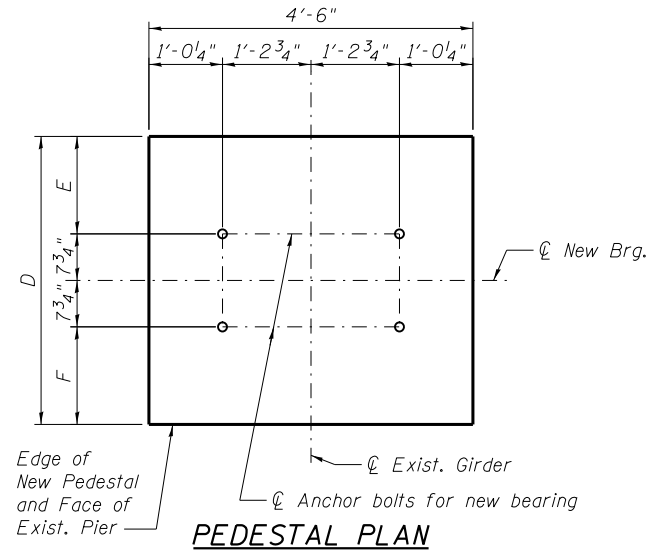 4'-6"
1'-0¼" 1'-2¾" 1'-2¾" 1'-0¼"
E
7¾"
D
7¾"
F
℄ New Brg.
Edge of
New Pedestal
and Face of
Exist. Pier
℄ Exist. Girder
℄ Anchor bolts for new bearing
PEDESTAL PLAN